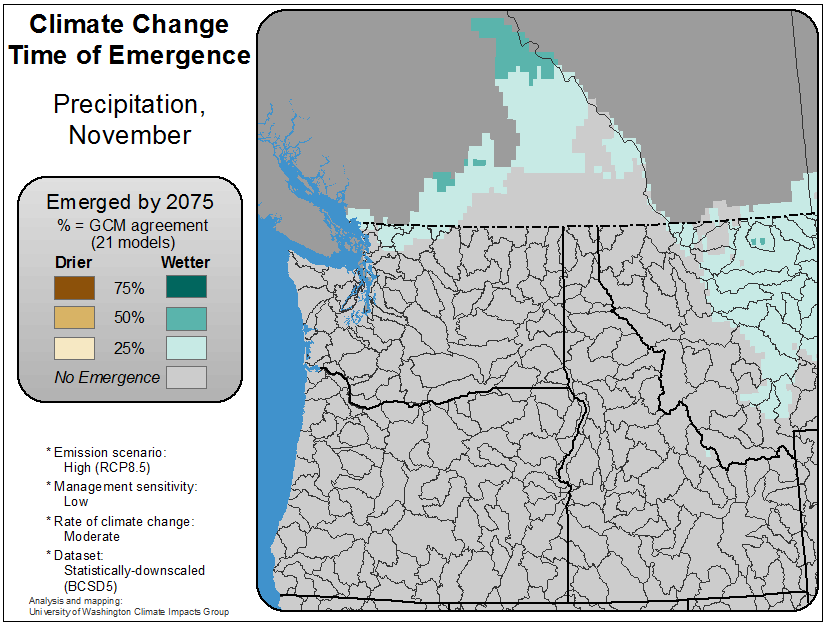 Climate Change
Time of Emergence
Precipitation,
November
Emerged by 2075
% = GCM agreement
(21 models)
Drier Wetter
75%
50%
25%
No Emergence
* Emission scenario:
High (RCP8.5)
* Management sensitivity:
Low
* Rate of climate change:
Moderate
* Dataset:
Statistically-downscaled
(BCSD5)
Analysis and mapping:
University of Washington Climate Impacts Group